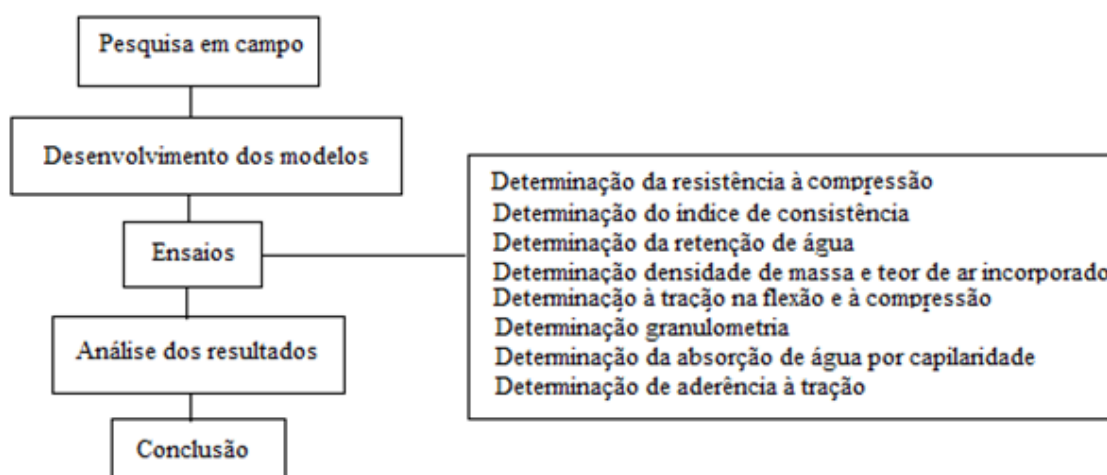 Pesquisa em campo
Desenvolvimento dos modelos
Ensaios
Determinação da resistência à compressão
Determinação do índice de consistência
Determinação da retenção de água
Determinação densidade de massa e teor de ar incorporado
Determinação à tração na flexão e à compressão
Determinação granulometria
Determinação da absorção de água por capilaridade
Determinação de aderência à tração
Análise dos resultados
Conclusão